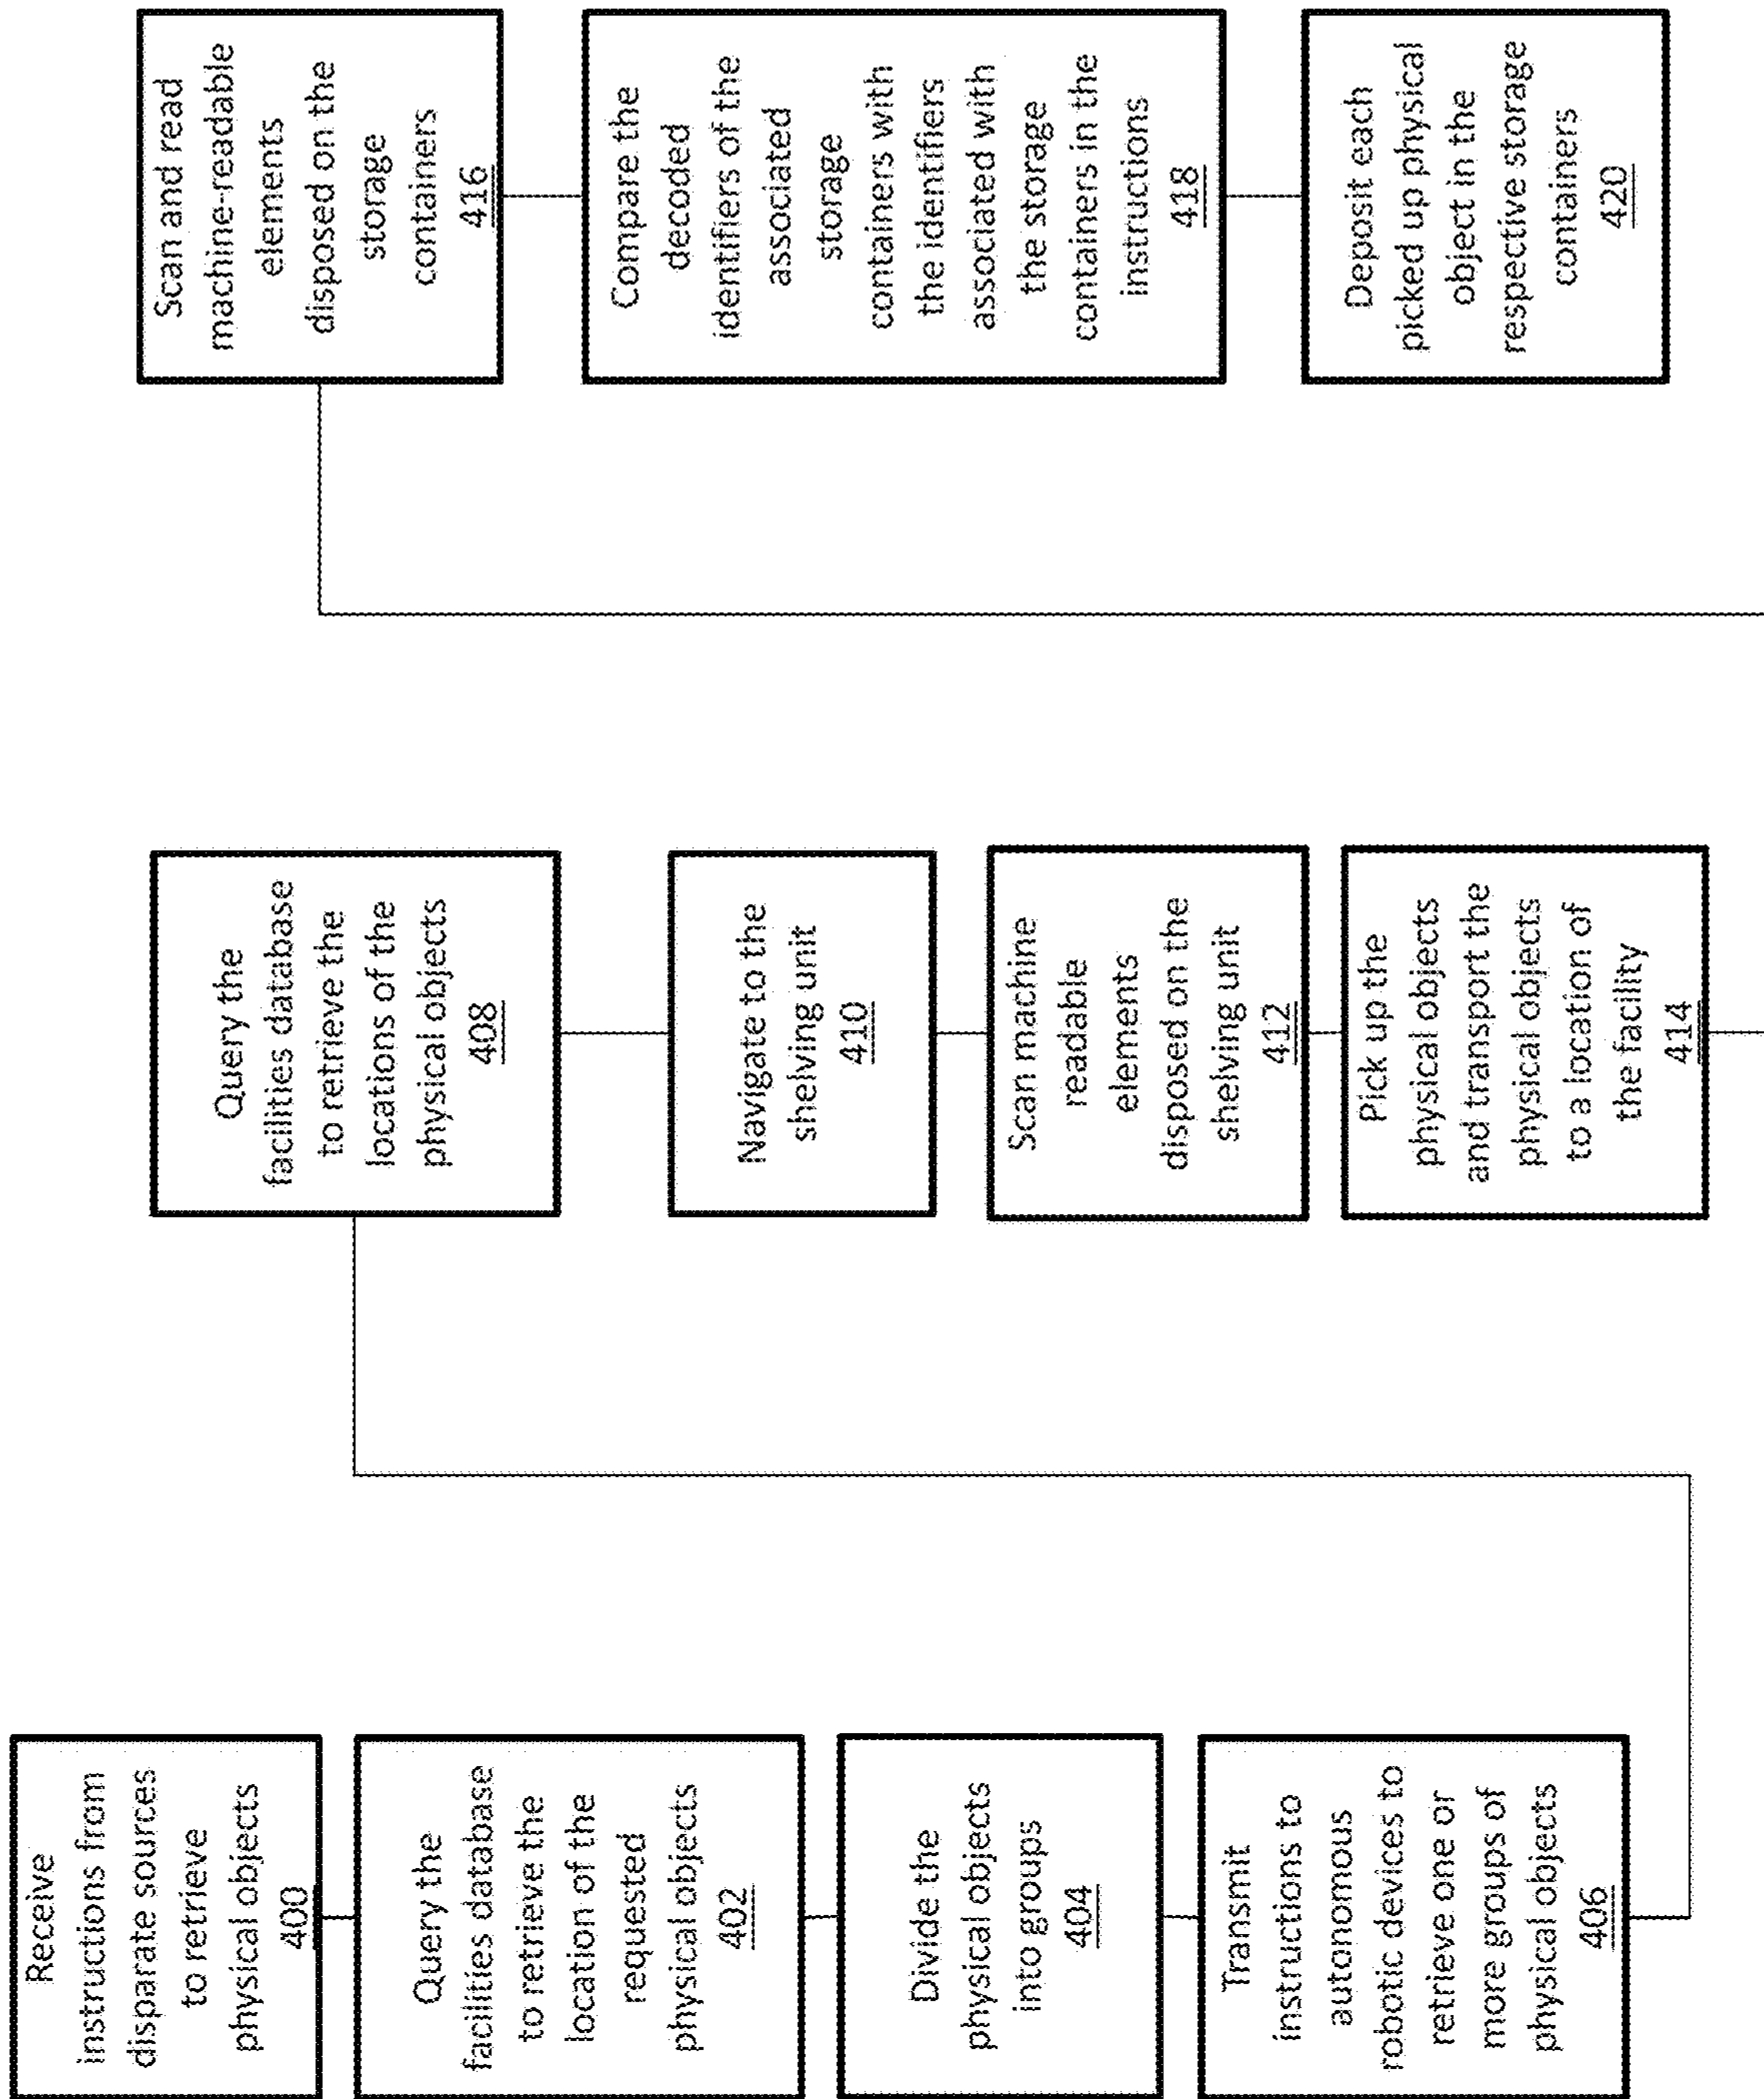 Receive
instructions from
disparate sources
to retrieve
physical objects
400
Query the
facilities database
to retrieve the
location of the
requested
physical objects
402
Divide the
physical objects
into groups
404
Transmit
instructions to
autonomous
robotic devices to
retrieve one or
more groups of
physical objects
406
Query the
facilities database
to retrieve the
locations of the
physical objects
408
Navigate to the
shelving unit
410
Scan machine
readable
elements
disposed on the
shelving unit
412
Pick up the
physical objects
and transport the
physical objects
to a location of
the facility
414
Scan and read
machine-readable
elements
disposed on the
storage
containers
416
Compare the
decoded
identifiers of the
associated
storage
containers with
the identifiers
associated with
the storage
containers in the
instructions
418
Deposit each
picked up physical
object in the
respective storage
containers
420